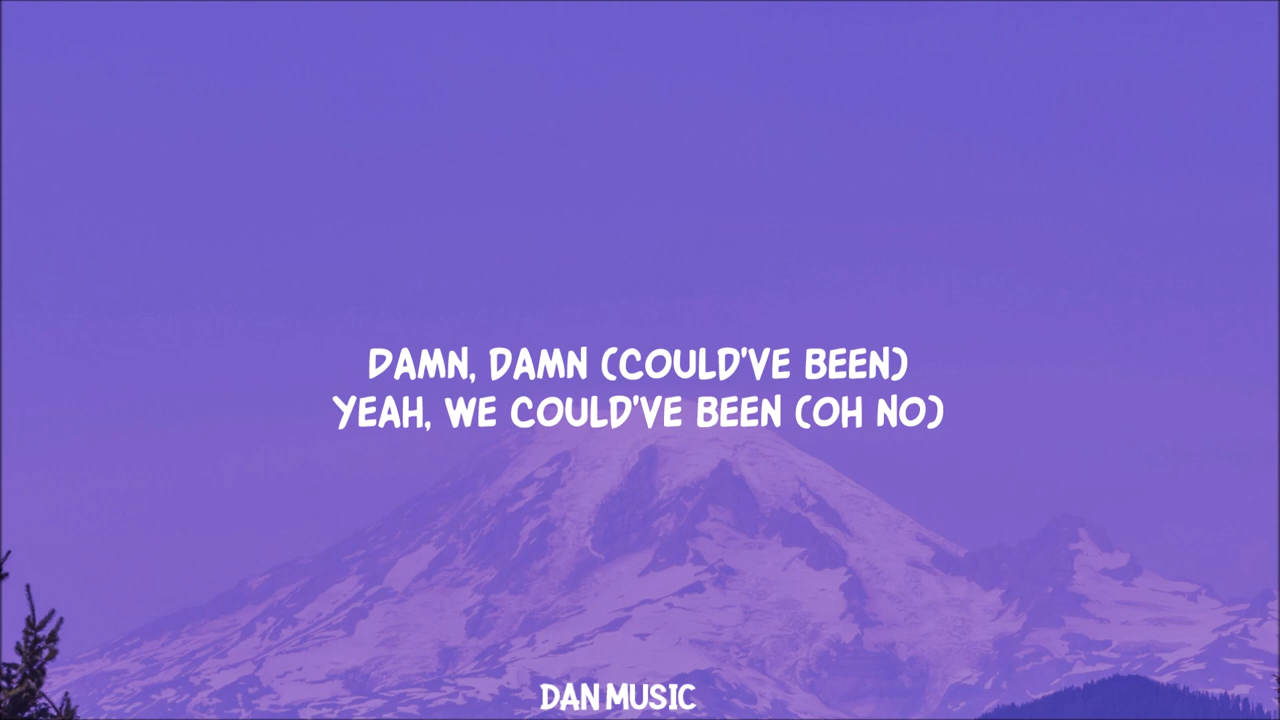 DAMN, DAMN (COULD'VE BEEN)
YEAH, WE COULD'VE BEEN (OH NO)
DAN MUSIC